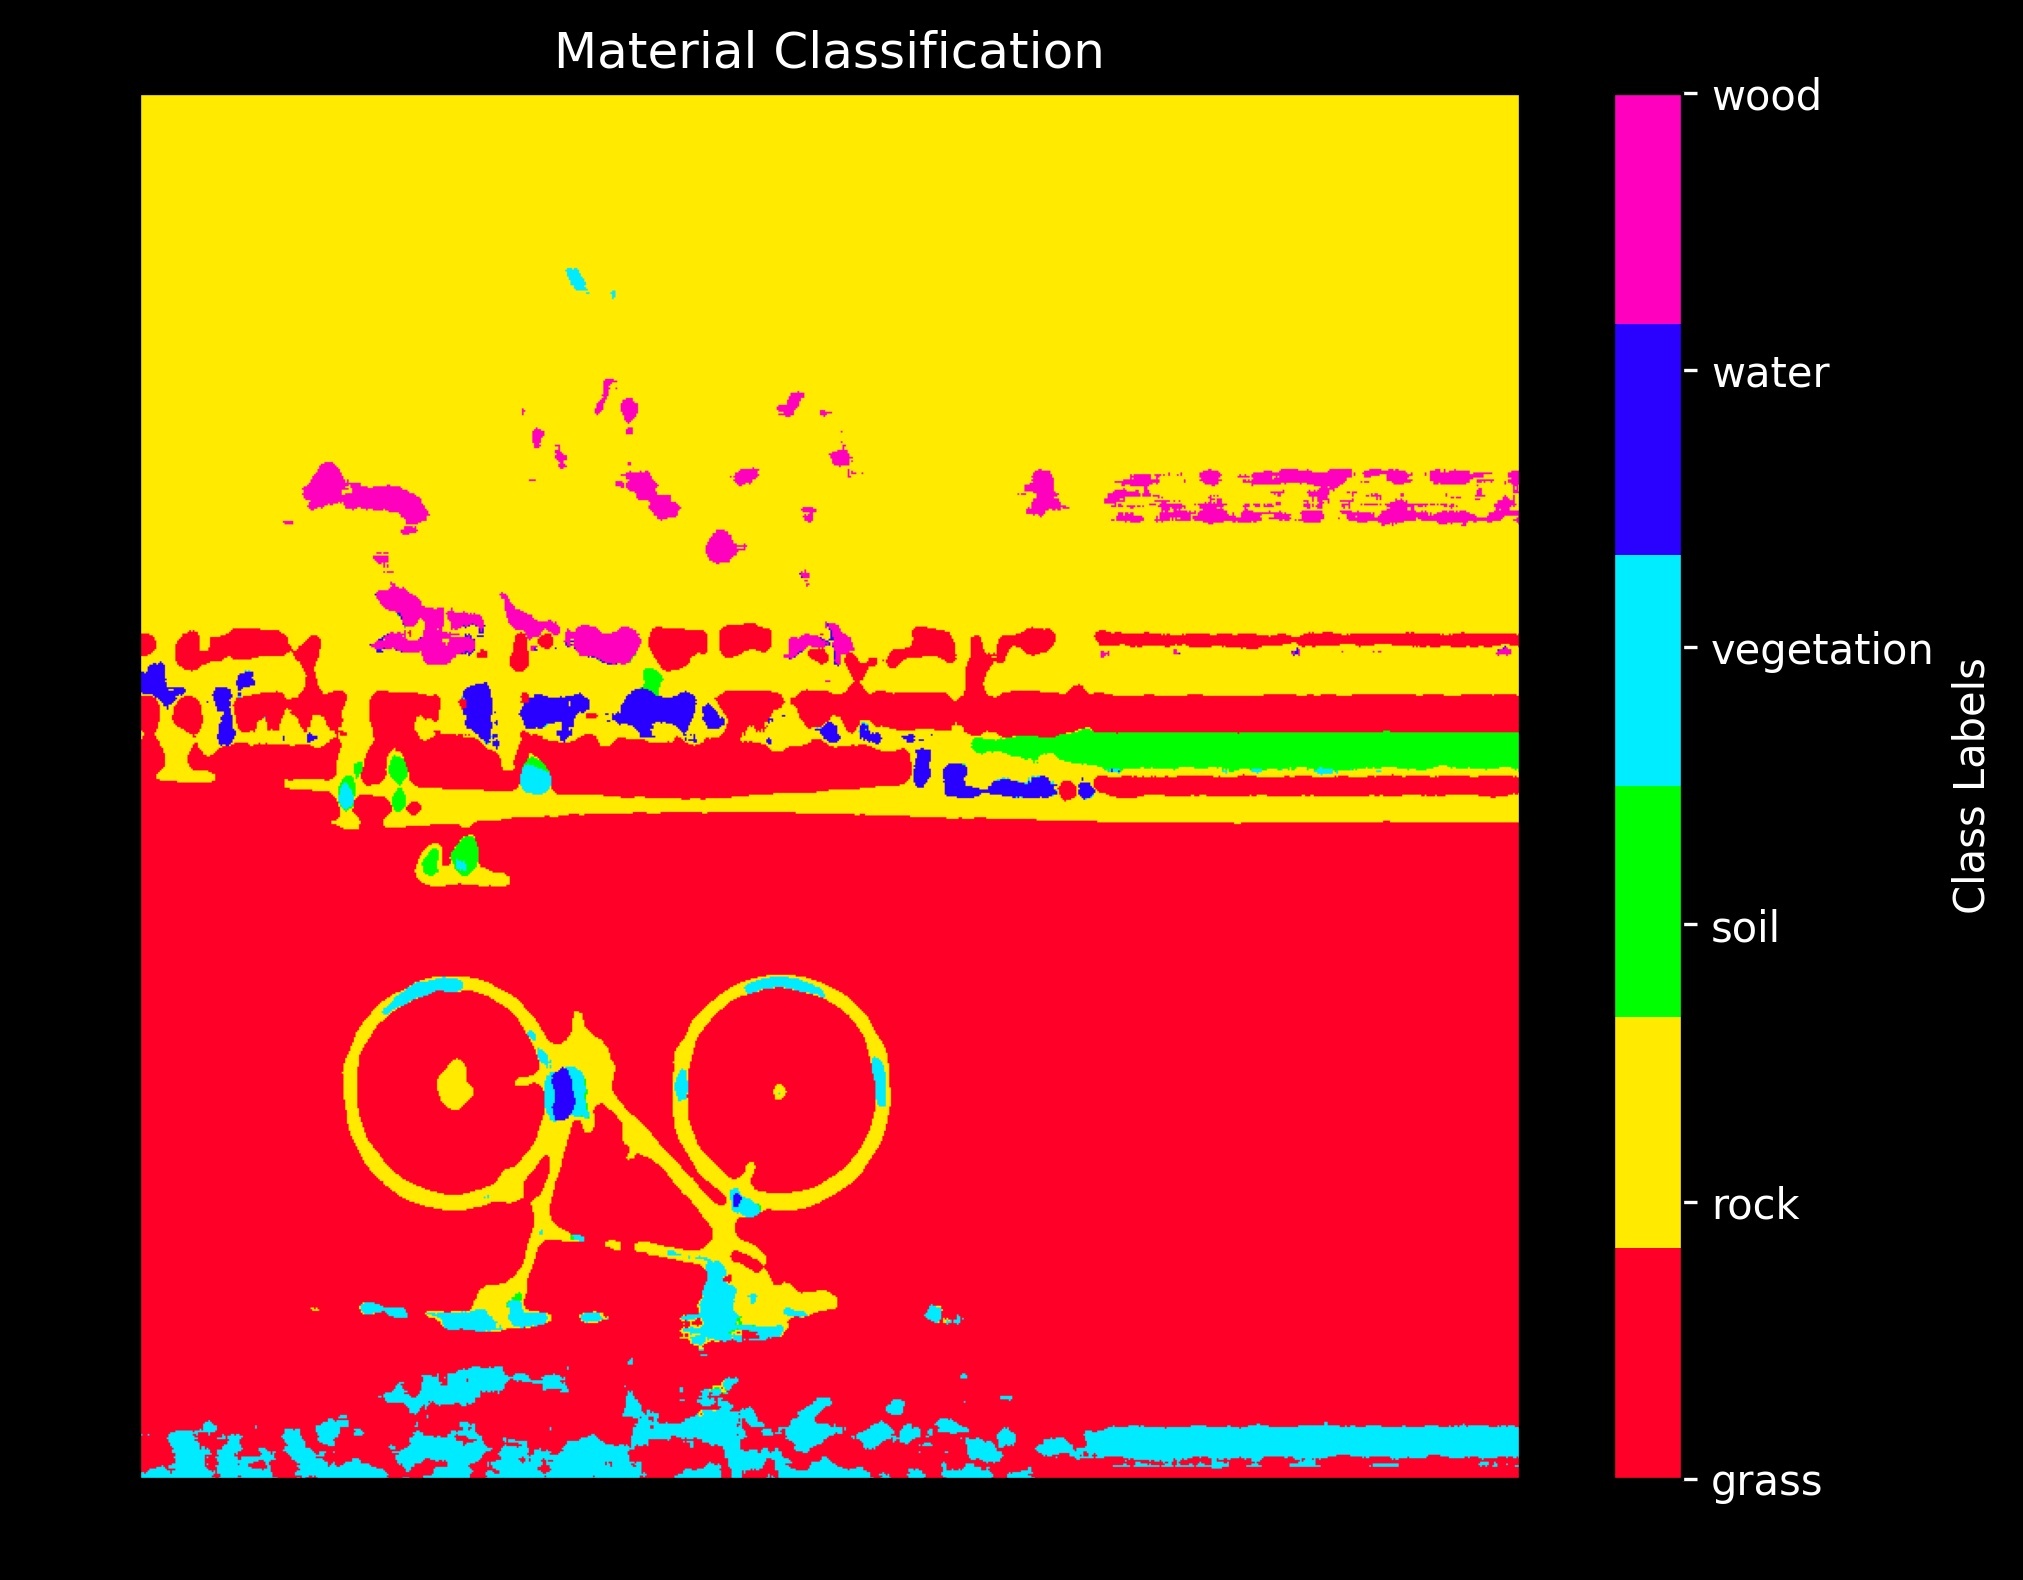 Material Classification
wood
water
vegetation
soil
rock
grass
Class Labels